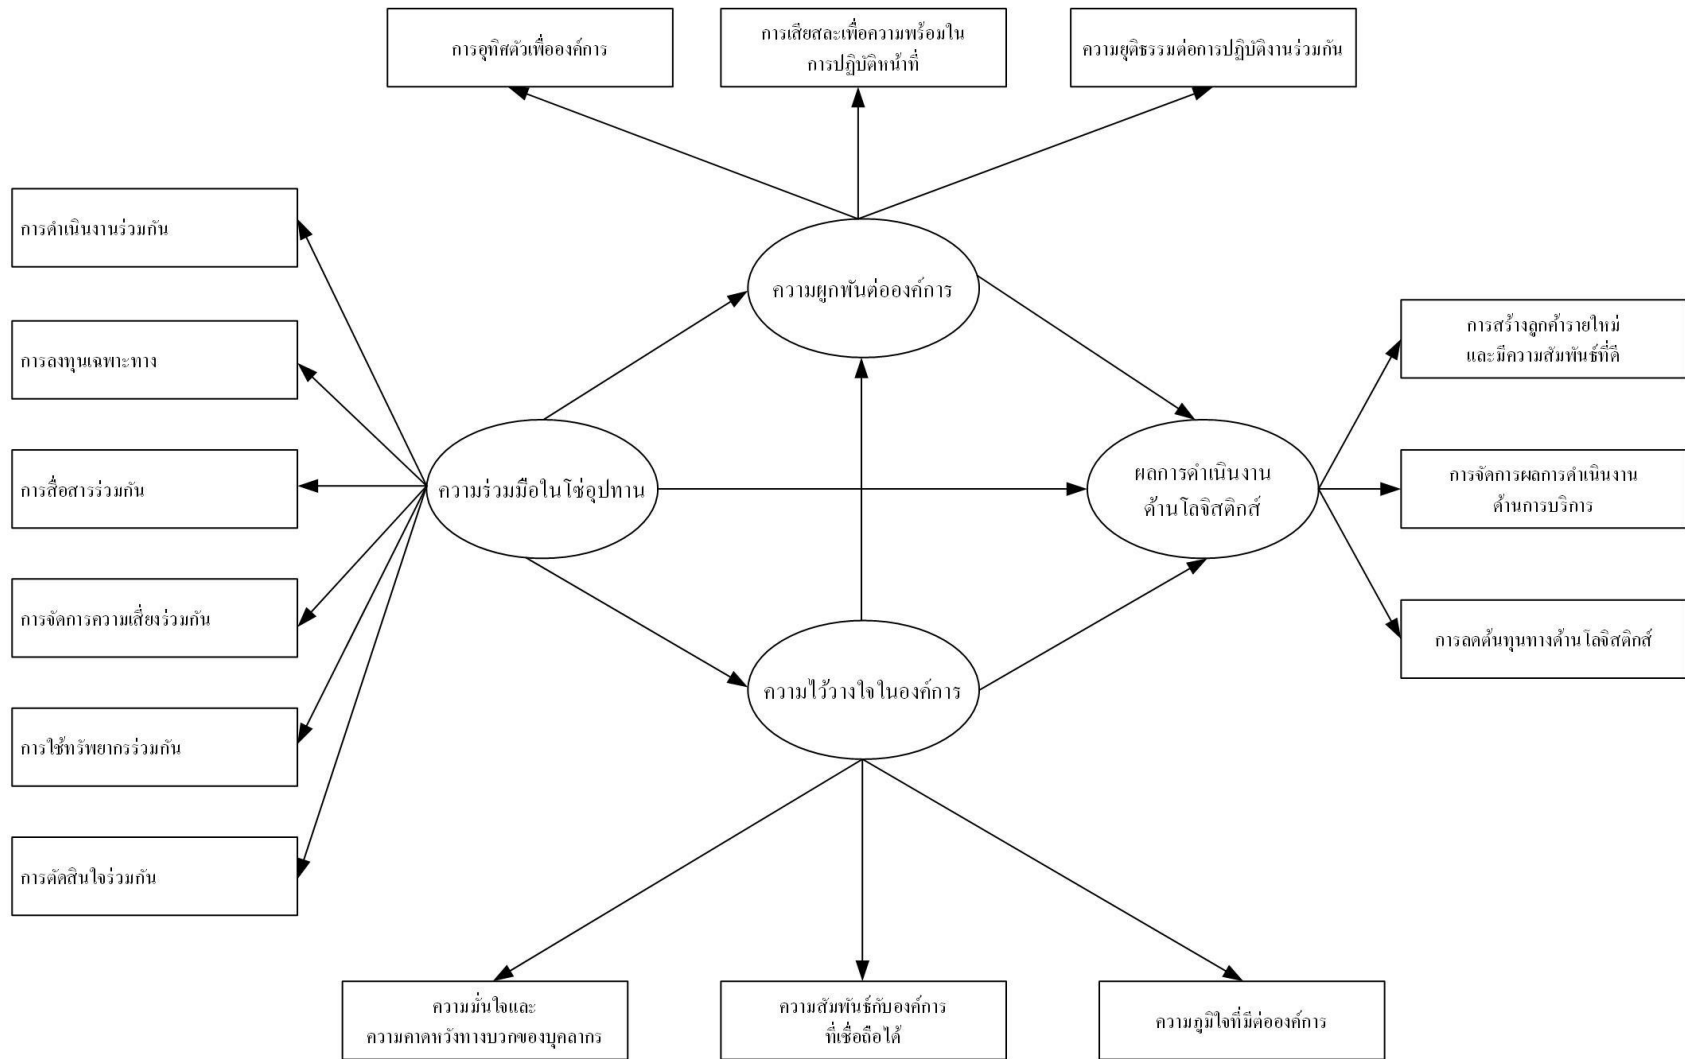 การอุทิศตัวเพื่อองค์การ
การเสียสละเพื่อความพร้อมใน
การปฏิบัติหน้าที่
ความยุติธรรมต่อการปฏิบัติงานร่วมกัน
การดำเนินงานร่วมกัน
การลงทุนเฉพาะทาง
การสื่อสารร่วมกัน
การจัดการความเสี่ยงร่วมกัน
การใช้ทรัพยากรร่วมกัน
การตัดสินใจร่วมกัน
ความผูกพันต่อองค์การ
ความร่วมมือในโซ่อุปทาน
ความไว้วางใจในองค์การ
ผลการดำเนินงาน
ด้านโลจิสติกส์
การสร้างลูกค้ารายใหม่
และมีความสัมพันธ์ที่ดี
การจัดการผลการดำเนินงาน
ด้านการบริการ
การลดต้นทุนทางด้านโลจิสติกส์
ความมั่นใจและ
ความคาดหวังทางบวกของบุคลากร
ความสัมพันธ์กับองค์การ
ที่เชื่อถือได้
ความภูมิใจที่มีต่อองค์การ